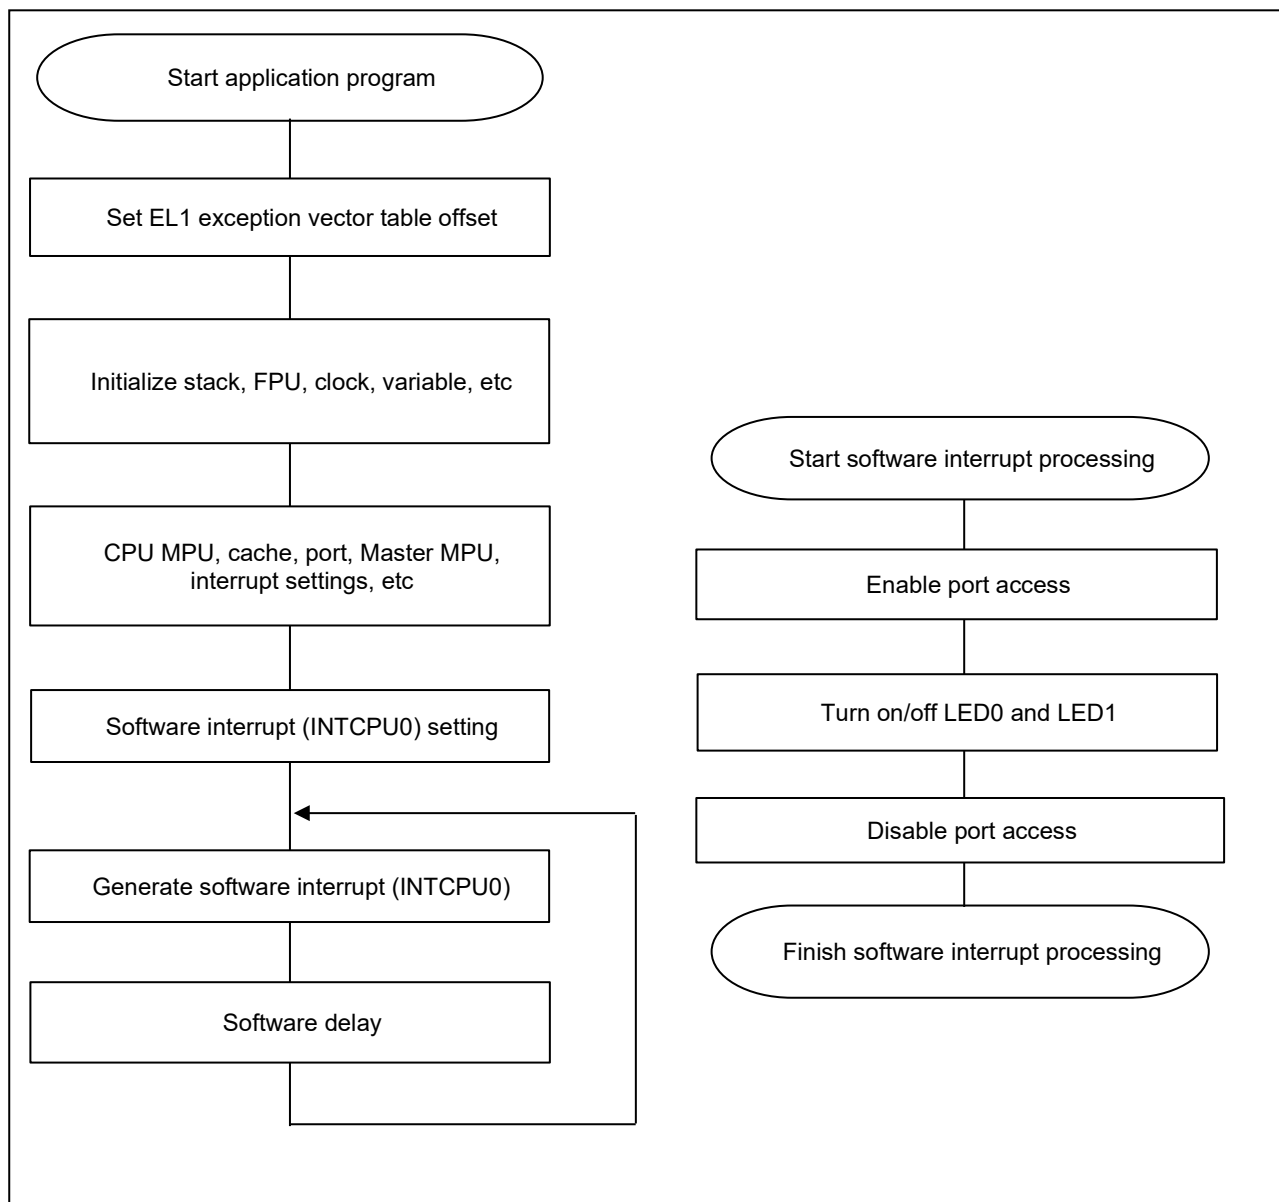 Start application program
Set EL1 exception vector table offset
Initialize stack, FPU, clock, variable, etc
CPU MPU, cache, port, Master MPU,
interrupt settings, etc
Software interrupt (INTCPU0) setting
Generate software interrupt (INTCPU0)
Software delay
Start software interrupt processing
Enable port access
Turn on/off LED0 and LED1
Disable port access
Finish software interrupt processing